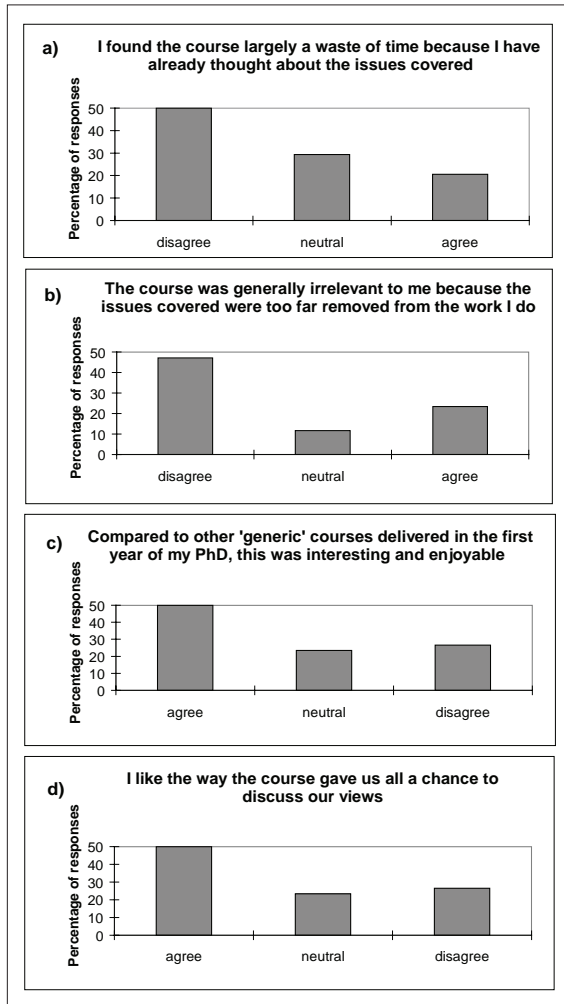 a) I found the course largely a waste of time because I have
already thought about the issues covered
Percentage of responses
50
40
30
20
10
0
disagree neutral agree
b) The course was generally irrelevant to me because the
issues covered were too far removed from the work I do
Percentage of responses
50
40
30
20
10
0
disagree neutral agree
c) Compared to other 'generic' courses delivered in the first
year of my PhD, this was interesting and enjoyable
Percentage of responses
50
40
30
20
10
0
agree neutral disagree
d) I like the way the course gave us all a chance to
discuss our views
Percentage of responses
50
40
30
20
10
0
agree neutral disagree